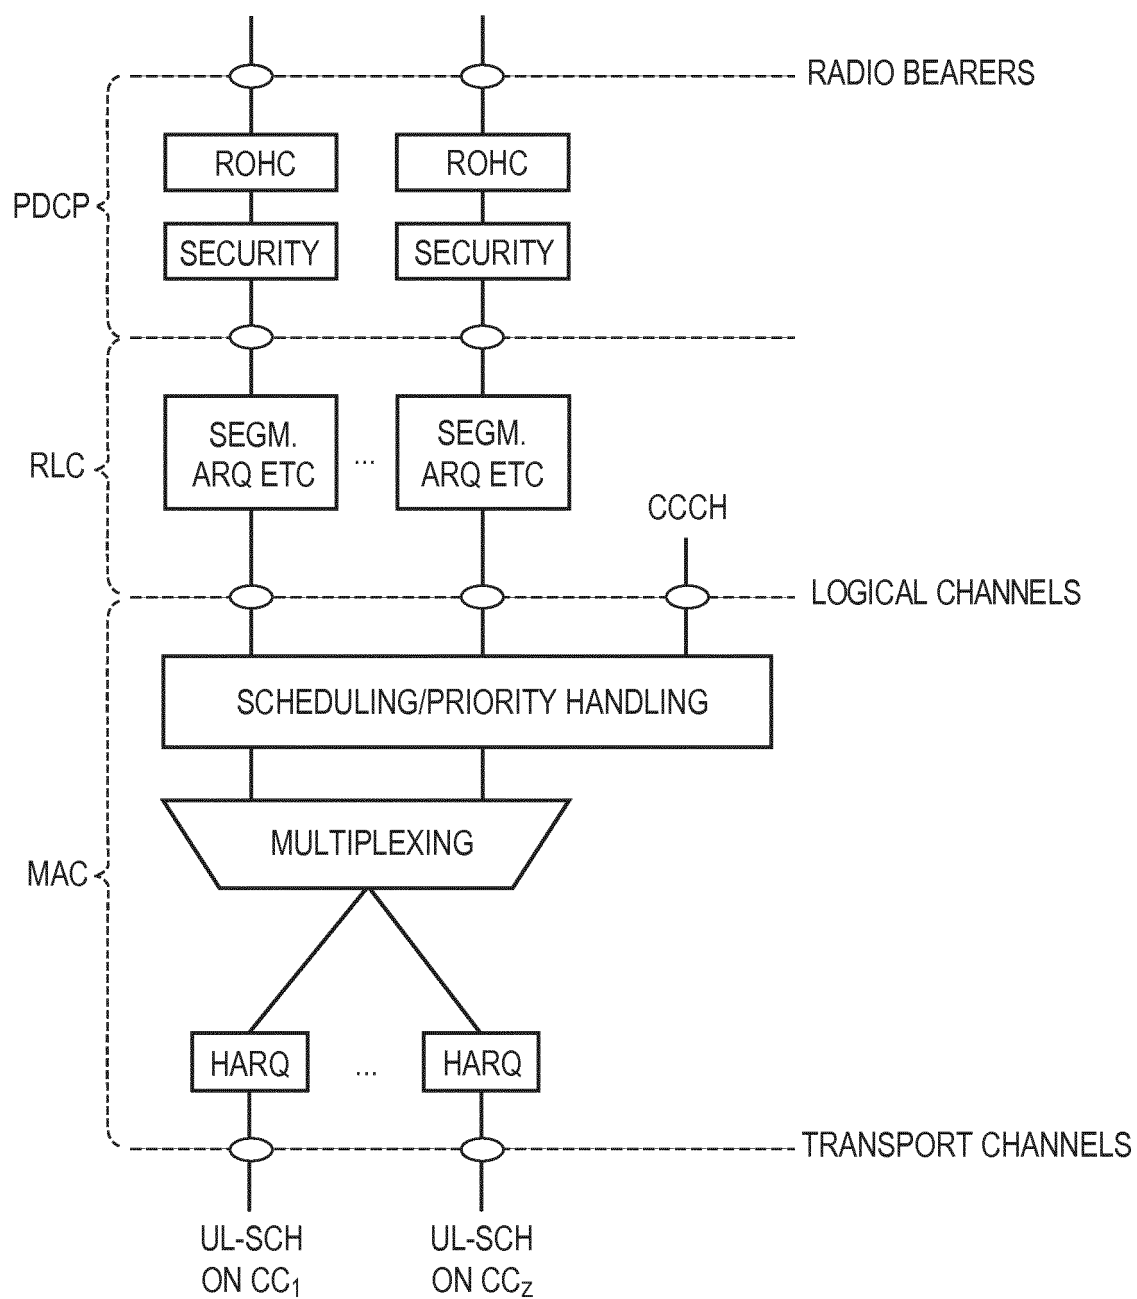 RADIO BEARERS
ROHC
ROHC
PDCP
SECURITY
SECURITY
SEGM.
ARQ ETC
...
SEGM.
ARQ ETC
RLC
CCCH
LOGICAL CHANNELS
SCHEDULING/PRIORITY HANDLING
MULTIPLEXING
MAC
HARQ
...
HARQ
TRANSPORT CHANNELS
UL-SCH
ON CC1
UL-SCH
ON CCZ